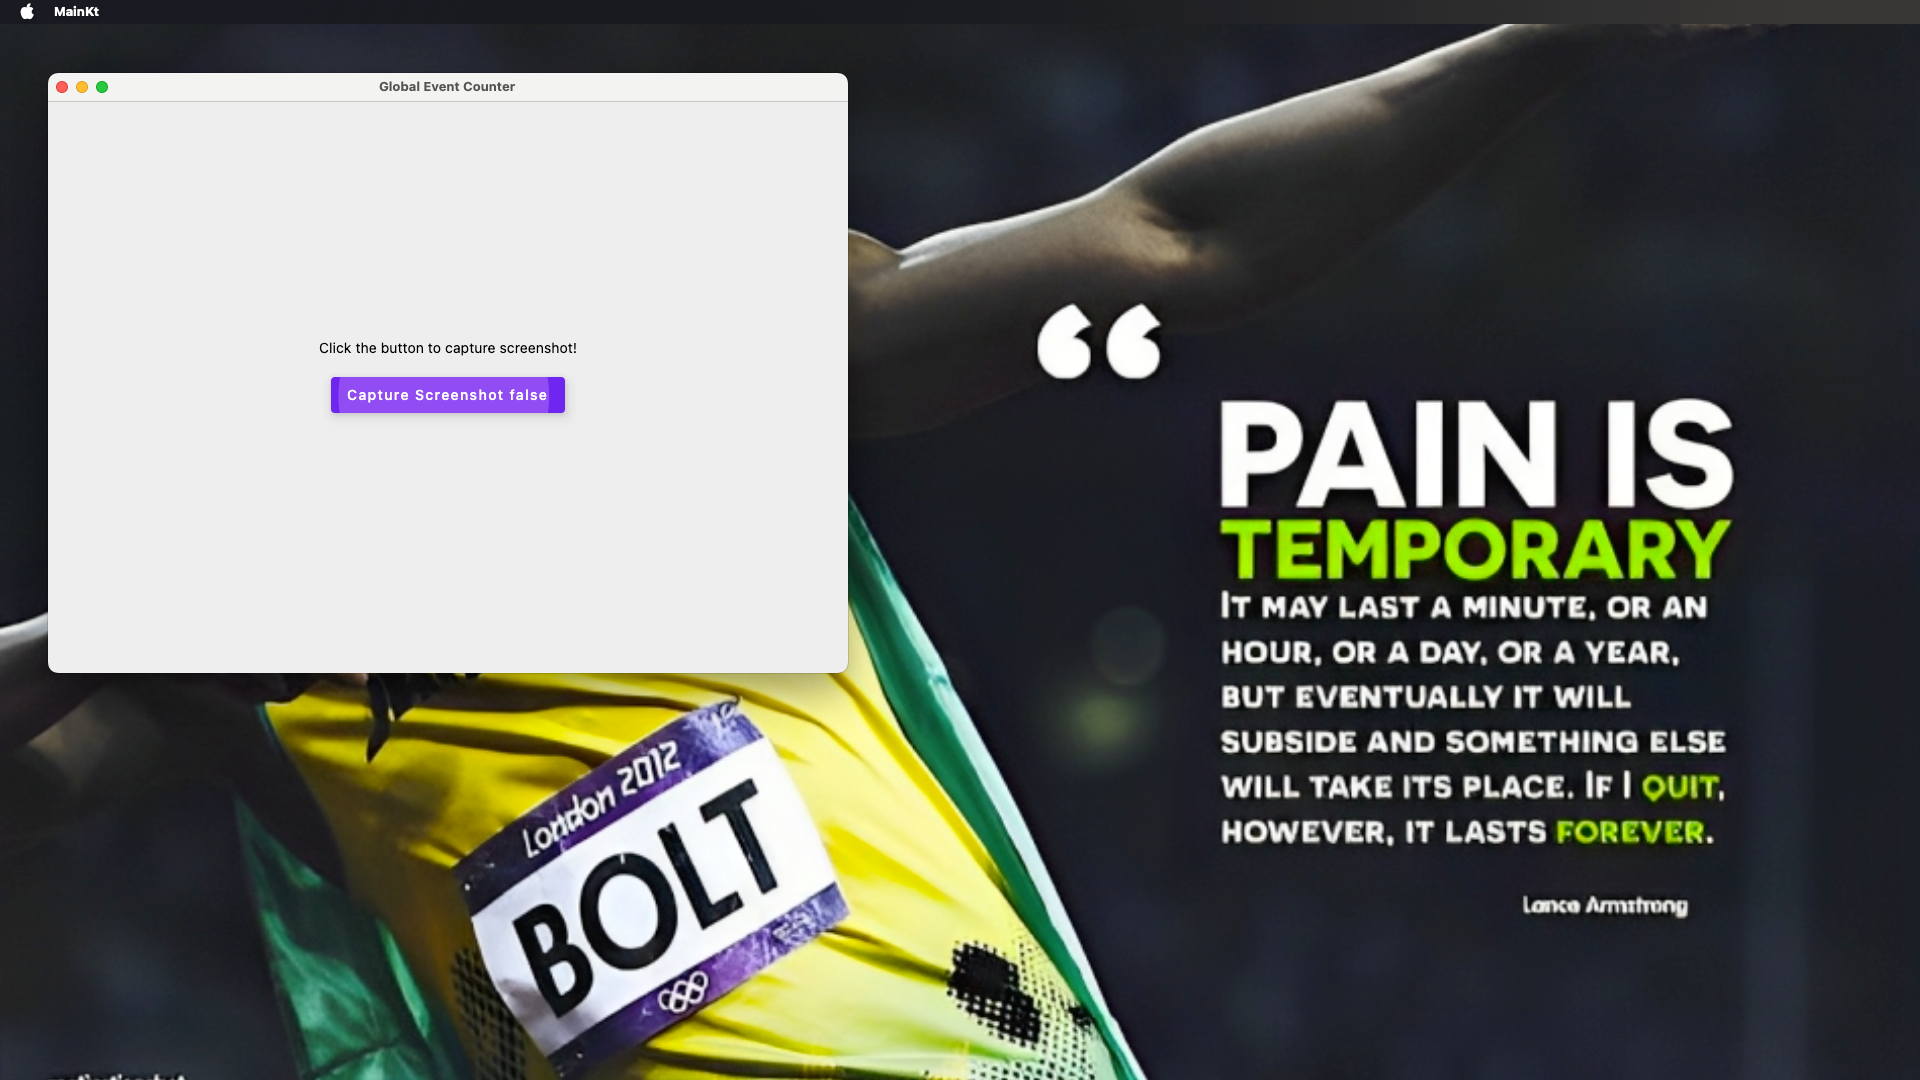 MainKt
Global Event Counter
Click the button to capture screenshot!
Capture Screenshot false
“
PAIN IS
TEMPORARY
IT MAY LAST A MINUTE, OR AN
HOUR, OR A DAY, OR A YEAR,
BUT EVENTUALLY IT WILL
SUBSIDE AND SOMETHING ELSE
WILL TAKE ITS PLACE. IF I QUIT,
HOWEVER, IT LASTS FOREVER.
Lance Armstrong
London 2012
BOLT